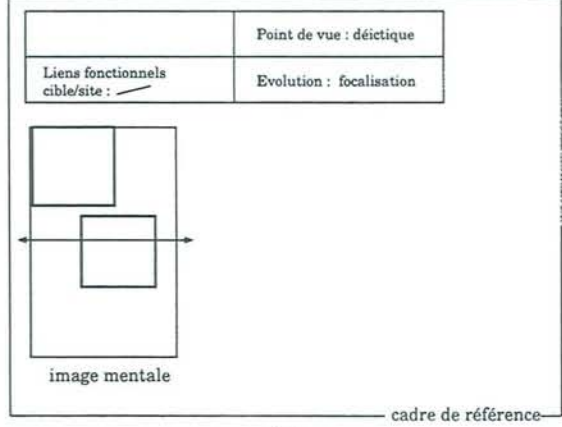 Point de vue : déictique
Liens fonctionnels
cible/site :
Evolution : focalisation
image mentale
cadre de référence